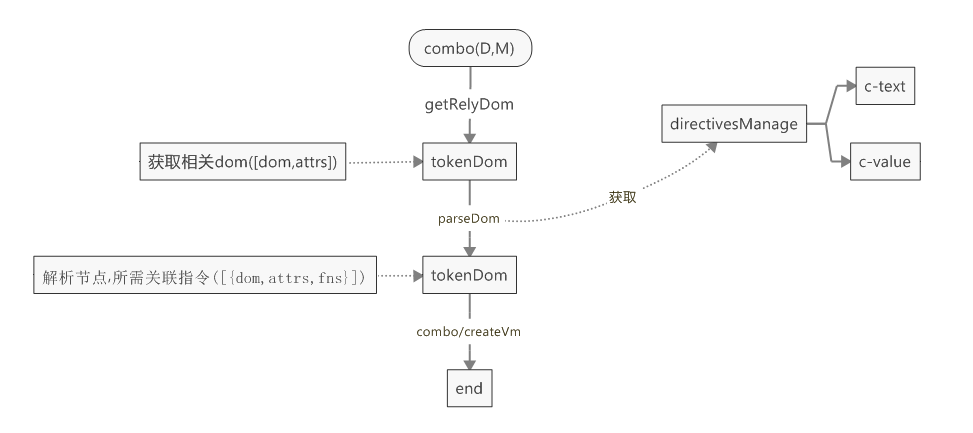 combo(D,M)
getRelyDom
获取相关dom([dom,attrs])
tokenDom
directivesManage
c-text
c-value
获取
parseDom
解析节点,所需关联指令([{dom,attrs,fns}])
tokenDom
combo/createVm
end